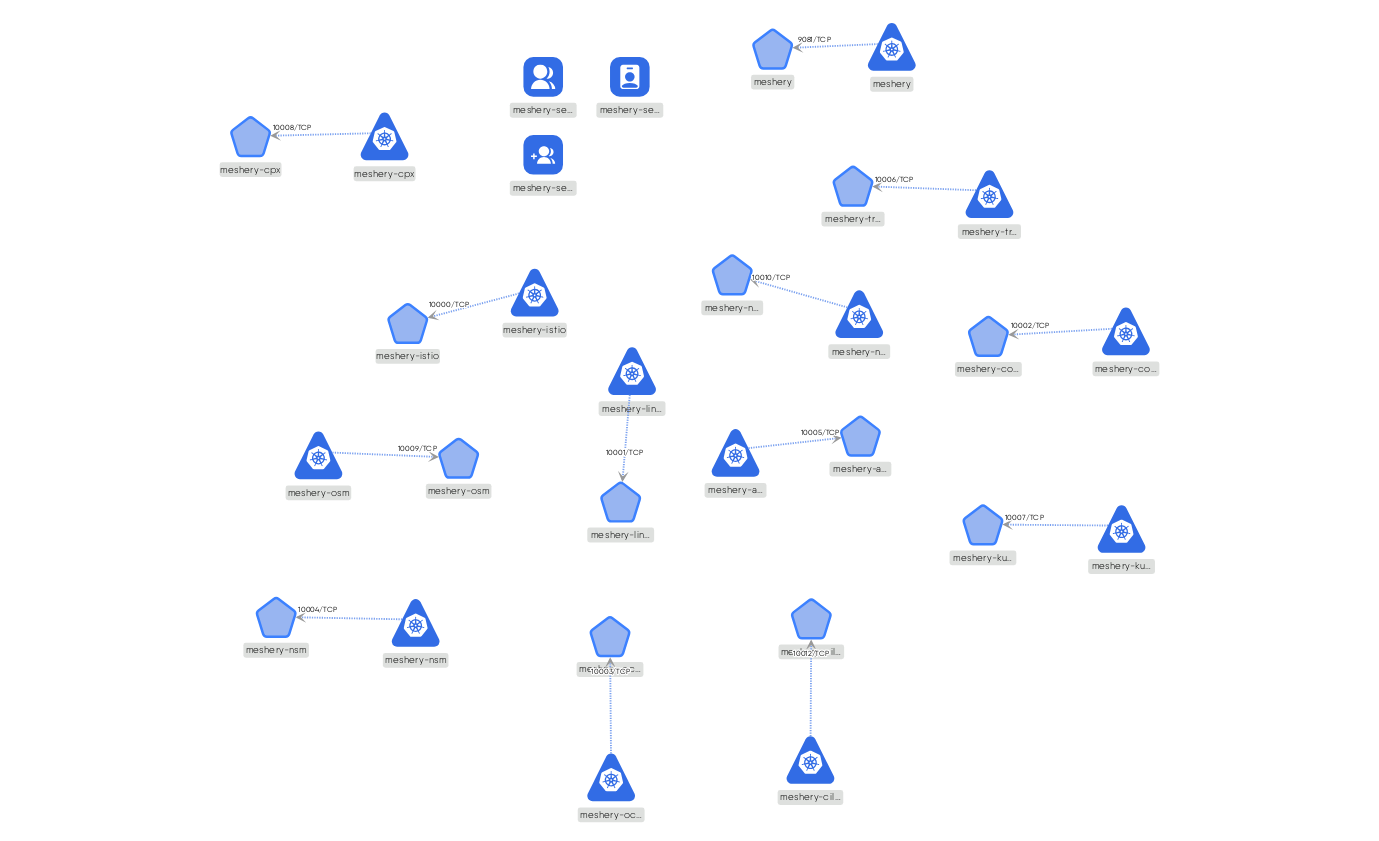 9081/TCP
meshery
meshery
meshery-se...
meshery-se...
10008/TCP
meshery-cpx
meshery-cpx
meshery-se...
10006/TCP
meshery-tr...
meshery-tr...
10010/TCP
meshery-n...
10000/TCP
meshery-istio
meshery-istio
meshery-n...
10002/TCP
meshery-co...
meshery-co...
meshery-lin...
10001/TCP
meshery-lin...
10009/TCP
meshery-osm
meshery-osm
10005/TCP
meshery-a...
meshery-a...
10007/TCP
meshery-ku...
meshery-ku...
10004/TCP
meshery-nsm
meshery-nsm
10003/TCP
meshery-oc...
10012/TCP
meshery-cil...